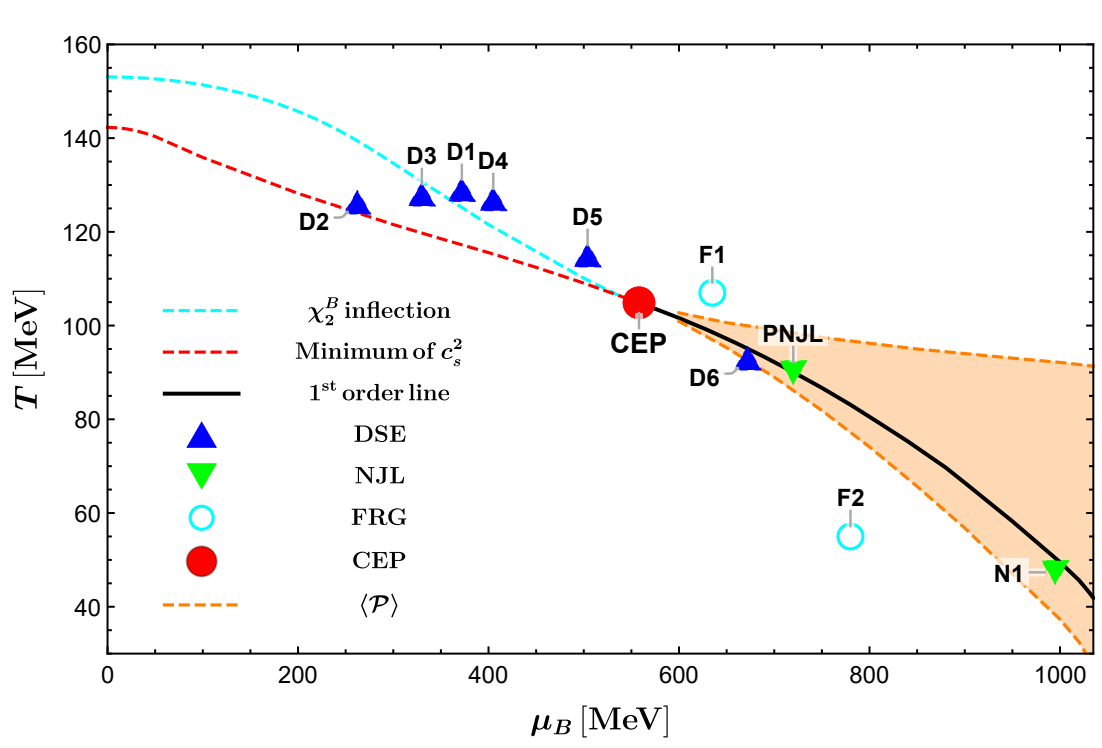 160
140
120
100
80
60
40
0
200
400
600
800
1000
T [MeV]
μ_B [MeV]
D3
D1
D4
D2
D5
F1
CEP
PNJL
D6
F2
N1
χ₂ᴮ inflection
Minimum of cₛ²
1ˢᵗ order line
DSE
NJL
FRG
CEP
⟨𝒫⟩